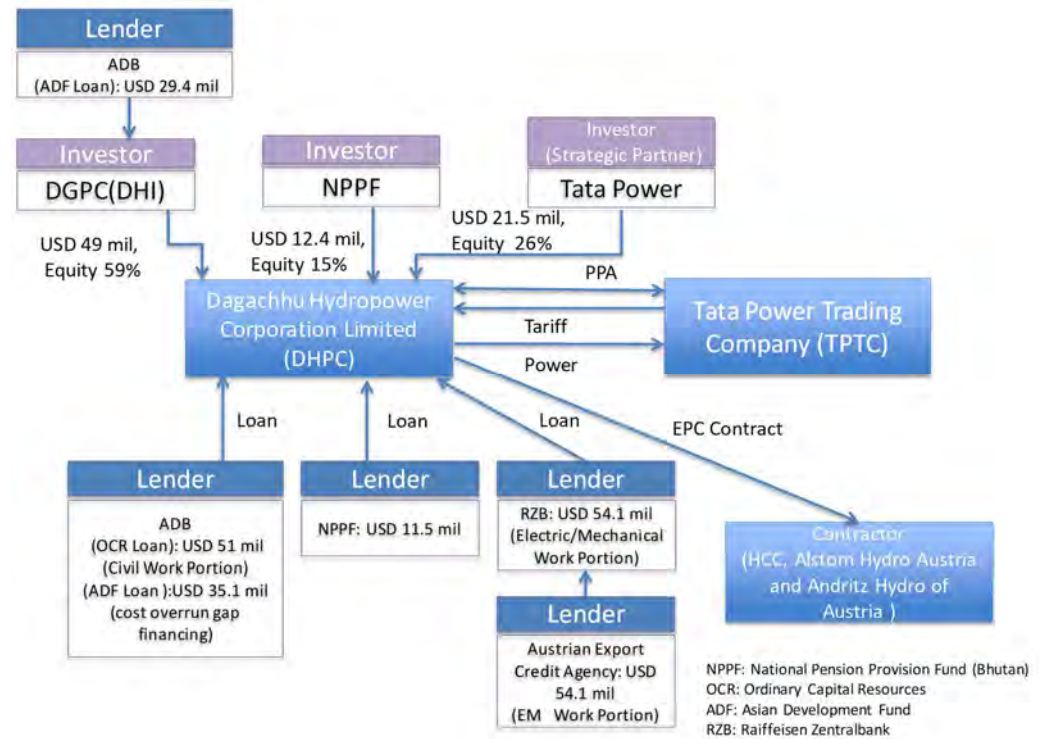 Lender
ADB
(ADF Loan): USD 29.4 mil
Investor
DGPC(DHI)
Investor
NPPF
Investor
(Strategic Partner)
Tata Power
USD 49 mil,
Equity 59%
USD 12.4 mil,
Equity 15%
USD 21.5 mil,
Equity 26%
Dagachhu Hydropower
Corporation Limited
(DHPC)
PPA
Tariff
Power
Tata Power Trading
Company (TPTC)
Loan
Loan
Loan
EPC Contract
Lender
ADB
(OCR Loan): USD 51 mil
(Civil Work Portion)
(ADF Loan ):USD 35.1 mil
(cost overrun gap
financing)
Lender
NPPF: USD 11.5 mil
Lender
RZB: USD 54.1 mil
(Electric/Mechanical
Work Portion)
Lender
Austrian Export
Credit Agency: USD
54.1 mil
(EM Work Portion)
Contractor
(HCC, Alstom Hydro Austria
and Andritz Hydro of
Austria )
NPPF: National Pension Provision Fund (Bhutan)
OCR: Ordinary Capital Resources
ADF: Asian Development Fund
RZB: Raiffeisen Zentralbank